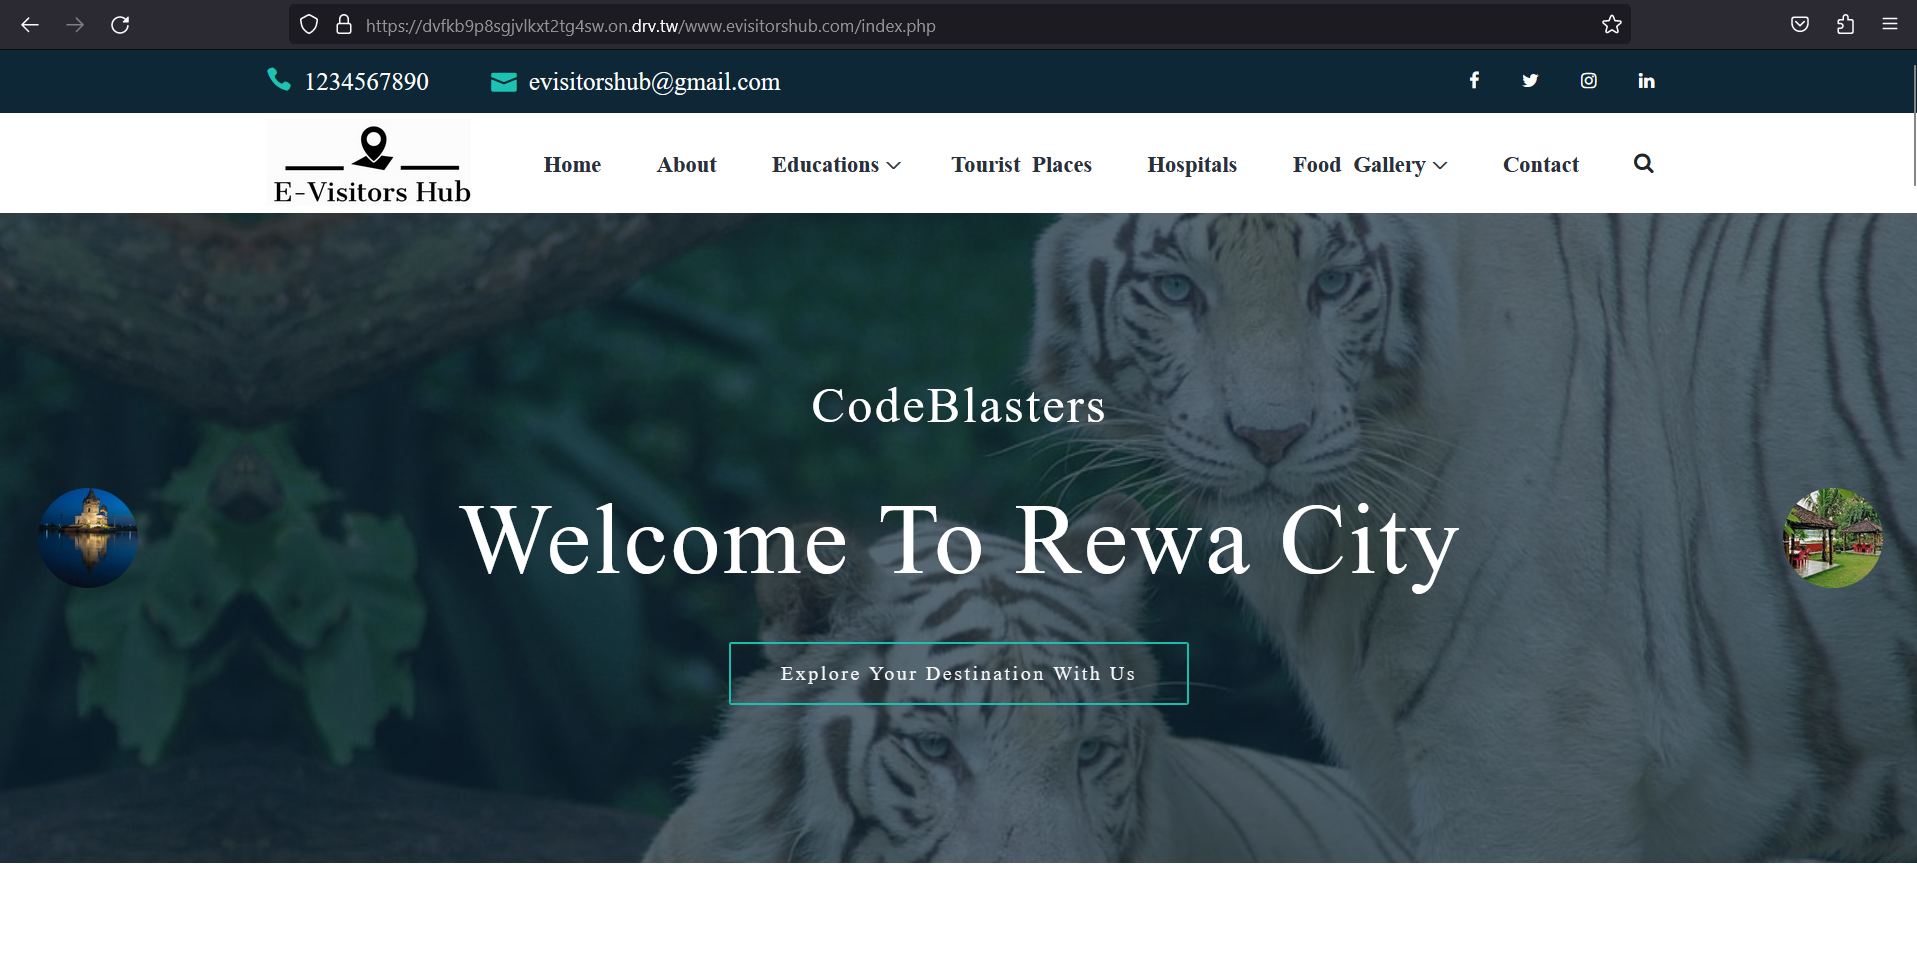 https://dvfkb9p8sgjvlkxt2tg4sw.on.drv.tw/www.evisitorshub.com/index.php
1234567890 evisitorshub@gmail.com
E-Visitors Hub
Home About Educations Tourist Places Hospitals Food Gallery Contact
CodeBlasters
Welcome To Rewa City
Explore Your Destination With Us